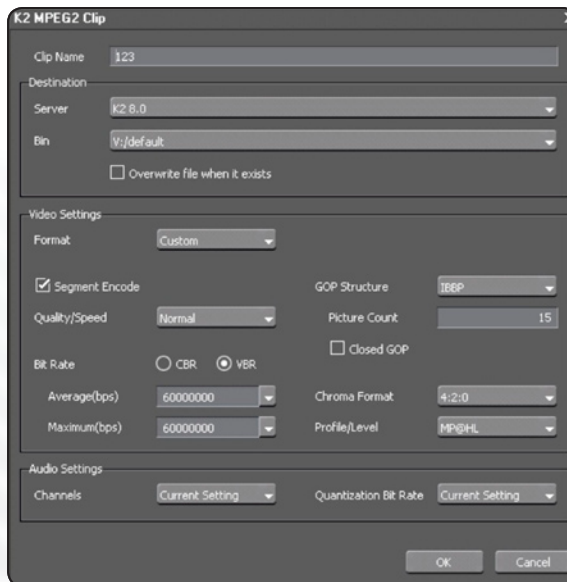 K2 MPEG2 Clip
Clip Name 123
Destination
Server K2 8.0
Bin V:/default
Overwrite file when it exists
Video Settings
Format Custom
Segment Encode GOP Structure IBBP
Quality/Speed Normal Picture Count 15
Closed GOP
Bit Rate CBR VBR
Average(bps) 60000000 Chroma Format 4:2:0
Maximum(bps) 60000000 Profile/Level MP@HL
Audio Settings
Channels Current Setting Quantization Bit Rate Current Setting
OK Cancel